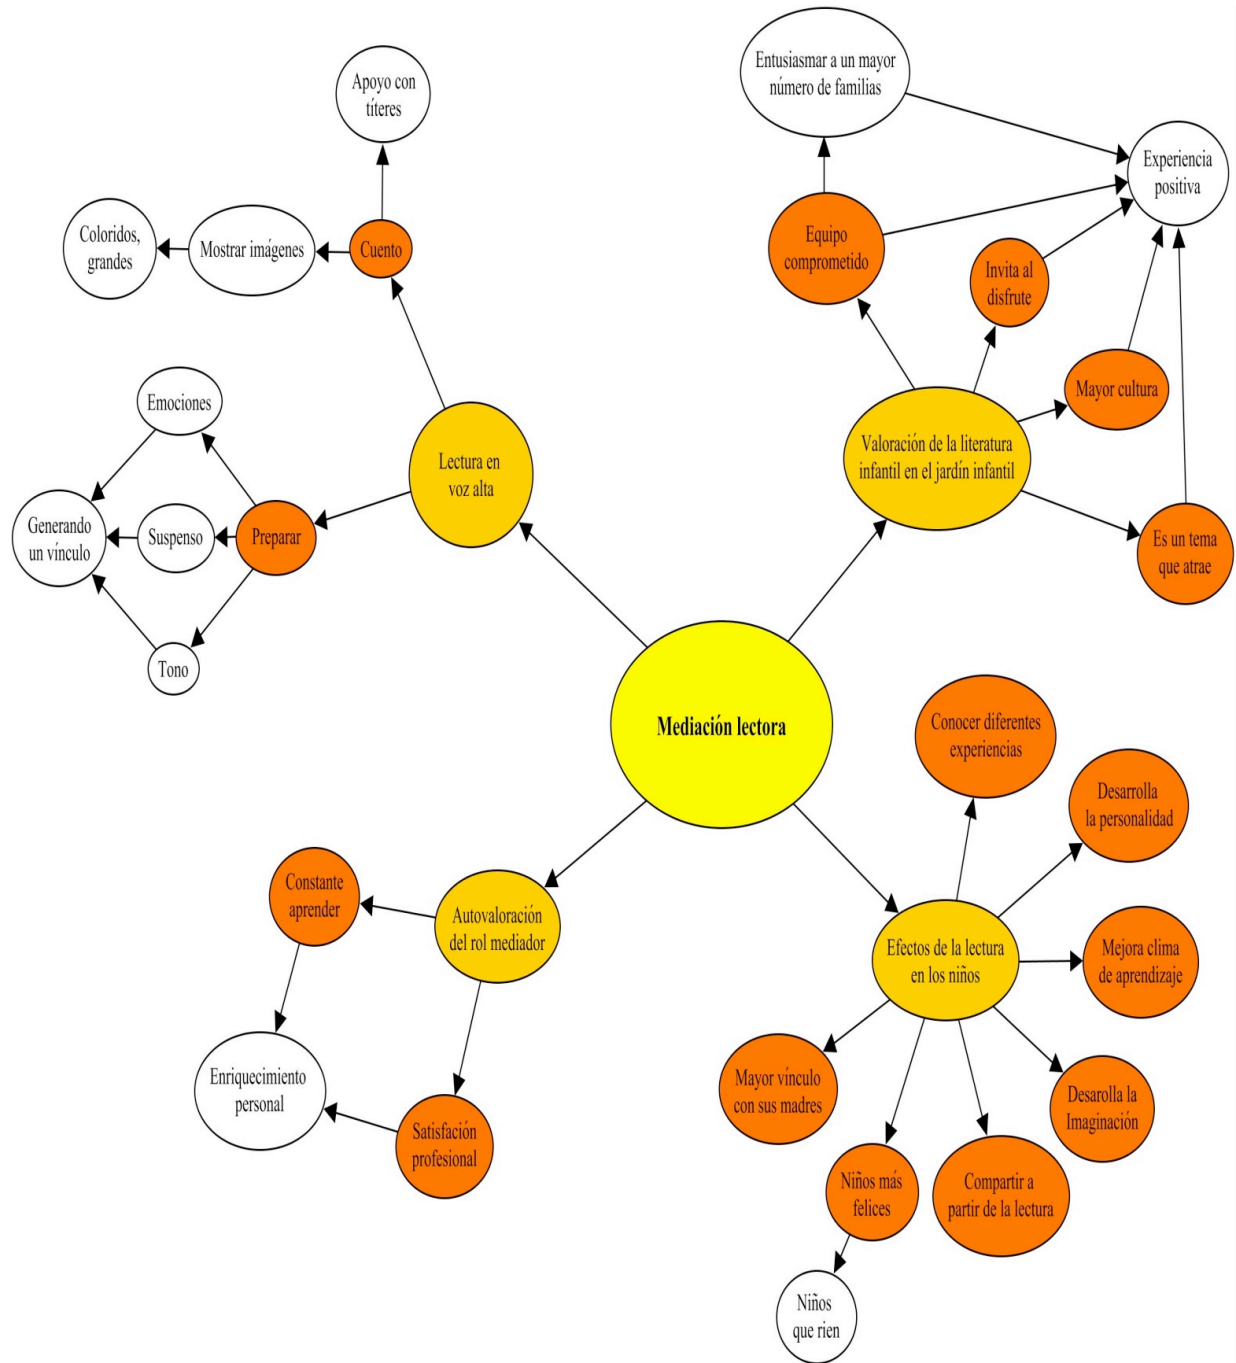 Apoyo con
títeres
Coloridos,
grandes
Mostrar imágenes
Cuento
Emociones
Generando
un vínculo
Suspenso
Preparar
Tono
Lectura en
voz alta
Entusiasmar a un mayor
número de familias
Experiencia
positiva
Equipo
comprometido
Invita al
disfrute
Mayor cultura
Valoración de la literatura
infantil en el jardín infantil
Es un tema
que atrae
Mediación lectora
Conocer diferentes
experiencias
Desarrolla
la personalidad
Constante
aprender
Autovaloración
del rol mediador
Efectos de la lectura
en los niños
Mejora clima
de aprendizaje
Enriquecimiento
personal
Satisfación
profesional
Mayor vínculo
con sus madres
Desarolla la
Imaginación
Niños más
felices
Compartir a
partir de la lectura
Niños
que rien